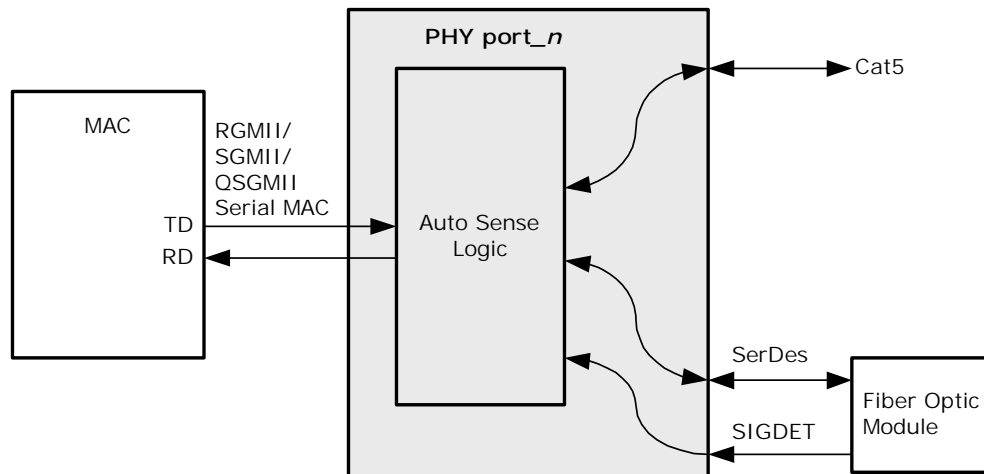 PHY port_n
Cat5
MAC
RGMII/
SGMII/
QSGMII
Serial MAC
TD
RD
Auto Sense
Logic
SerDes
SIGDET
Fiber Optic
Module